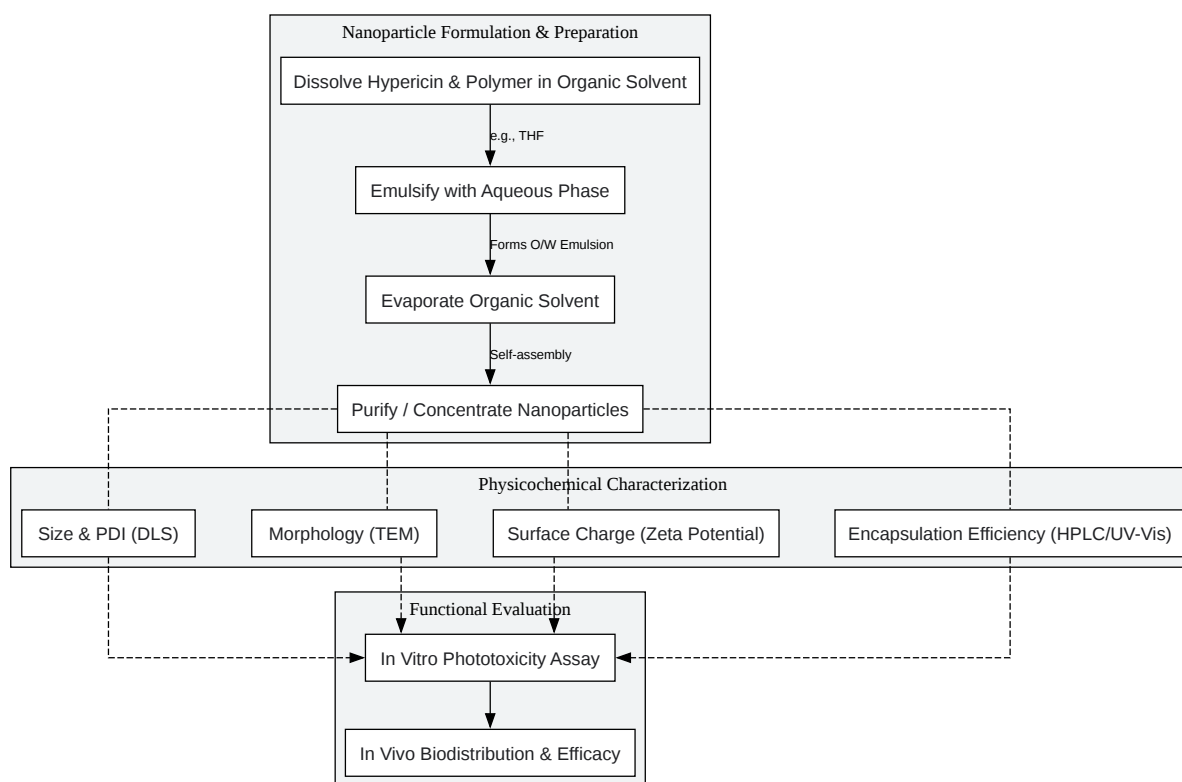 Nanoparticle Formulation & Preparation
Dissolve Hypericin & Polymer in Organic Solvent
e.g., THF
Emulsify with Aqueous Phase
Forms O/W Emulsion
Evaporate Organic Solvent
Self-assembly
Purify / Concentrate Nanoparticles
Physicochemical Characterization
Size & PDI (DLS)
Morphology (TEM)
Surface Charge (Zeta Potential)
Encapsulation Efficiency (HPLC/UV-Vis)
Functional Evaluation
In Vitro Phototoxicity Assay
In Vivo Biodistribution & Efficacy